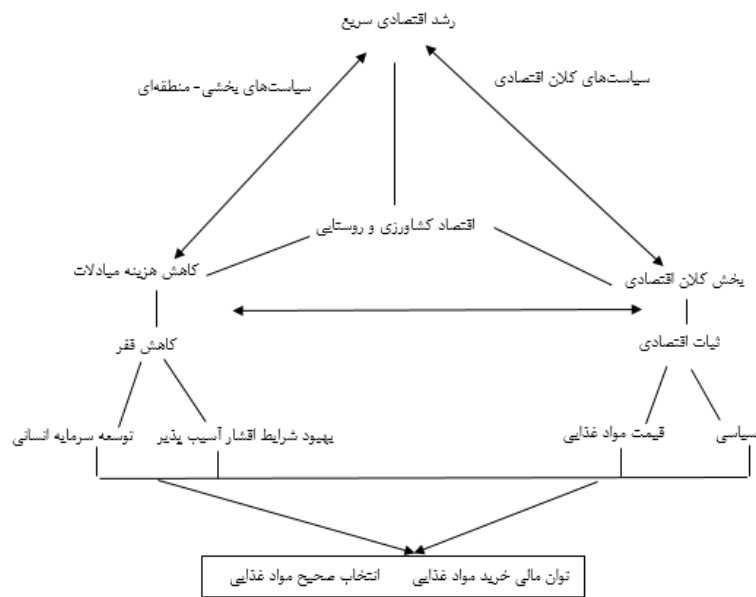 رشد اقتصادی سریع
سیاست‌های بخشی- منطقه‌ای
سیاست‌های کلان اقتصادی
اقتصاد کشاورزی و روستایی
کاهش هزینه مبادلات
بخش کلان اقتصادی
کاهش فقر
ثبات اقتصادی
توسعه سرمایه انسانی
بهبود شرایط اقشار آسیب پذیر
قیمت مواد غذایی
سیاسی
توان مالی خرید مواد غذایی
انتخاب صحیح مواد غذایی